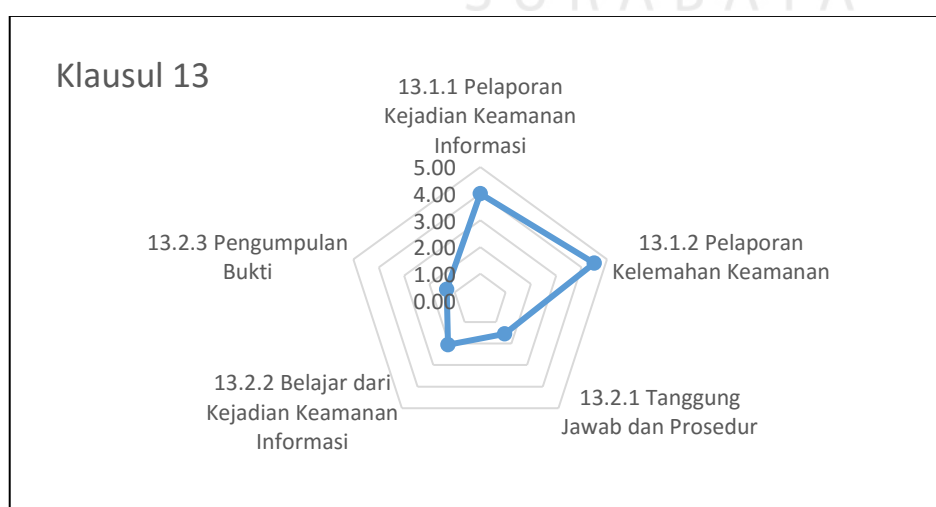 SURABAYA
Klausul 13
13.1.1 Pelaporan
Kejadian Keamanan
Informasi
5.00
4.00
3.00
2.00
1.00
0.00
13.1.2 Pelaporan
Kelemahan Keamanan
13.2.1 Tanggung
Jawab dan Prosedur
13.2.2 Belajar dari
Kejadian Keamanan
Informasi
13.2.3 Pengumpulan
Bukti